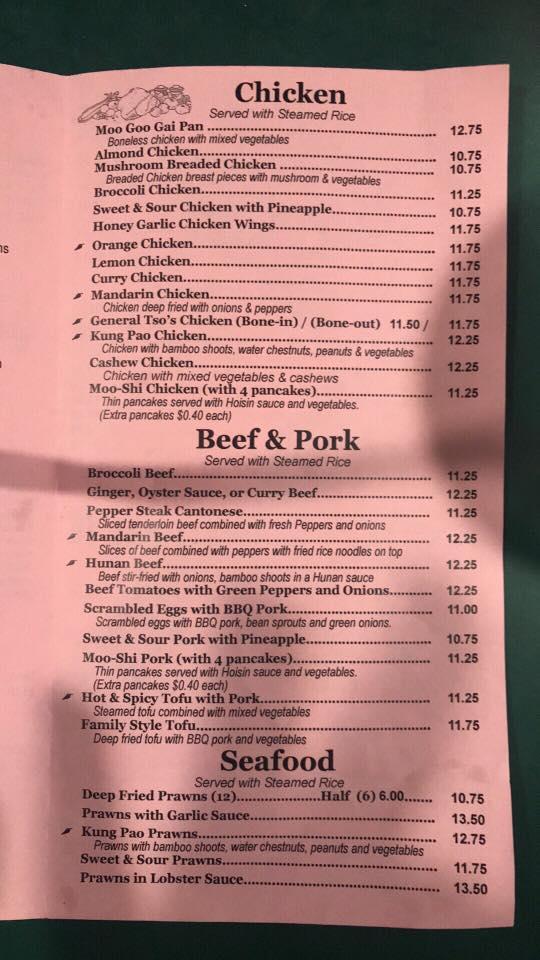 Chicken
Served with Steamed Rice
Moo Goo Gai Pan ........................................................ 12.75
Boneless chicken with mixed vegetables
Almond Chicken........................................................ 10.75
Mushroom Breaded Chicken ........................................ 10.75
Breaded Chicken breast pieces with mushroom & vegetables
Broccoli Chicken........................................................ 11.25
Sweet & Sour Chicken with Pineapple........................ 10.75
Honey Garlic Chicken Wings........................................ 11.75
Orange Chicken........................................................ 11.75
Lemon Chicken........................................................ 11.75
Curry Chicken........................................................ 11.75
Mandarin Chicken........................................................ 11.75
Chicken deep fried with onions & peppers
General Tso's Chicken (Bone-in) / (Bone-out) 11.50 / 11.75
Kung Pao Chicken........................................................ 12.25
Chicken with bamboo shoots, water chestnuts, peanuts & vegetables
Cashew Chicken........................................................ 12.25
Chicken with mixed vegetables & cashews
Moo-Shi Chicken (with 4 pancakes)............................ 11.25
Thin pancakes served with Hoisin sauce and vegetables.
(Extra pancakes $0.40 each)
Beef & Pork
Served with Steamed Rice
Broccoli Beef........................................................ 11.25
Ginger, Oyster Sauce, or Curry Beef............................ 12.25
Pepper Steak Cantonese............................................ 11.25
Sliced tenderloin beef combined with fresh Peppers and onions
Mandarin Beef........................................................ 12.25
Slices of beef combined with peppers with fried rice noodles on top
Hunan Beef........................................................ 12.25
Beef stir-fried with onions, bamboo shoots in a Hunan sauce
Beef Tomatoes with Green Peppers and Onions......... 12.25
Scrambled Eggs with BBQ Pork.................................... 11.00
Scrambled eggs with BBQ pork, bean sprouts and green onions.
Sweet & Sour Pork with Pineapple................................ 10.75
Moo-Shi Pork (with 4 pancakes).................................... 11.25
Thin pancakes served with Hoisin sauce and vegetables.
(Extra pancakes $0.40 each)
Hot & Spicy Tofu with Pork........................................ 11.25
Steamed tofu combined with mixed vegetables
Family Style Tofu........................................................ 11.75
Deep fried tofu with BBQ pork and vegetables
Seafood
Served with Steamed Rice
Deep Fried Prawns (12)......................Half (6) 6.00....... 10.75
Prawns with Garlic Sauce............................................ 13.50
Kung Pao Prawns........................................................ 12.75
Prawns with bamboo shoots, water chestnuts, peanuts and vegetables
Sweet & Sour Prawns.................................................... 11.75
Prawns in Lobster Sauce................................................ 13.50